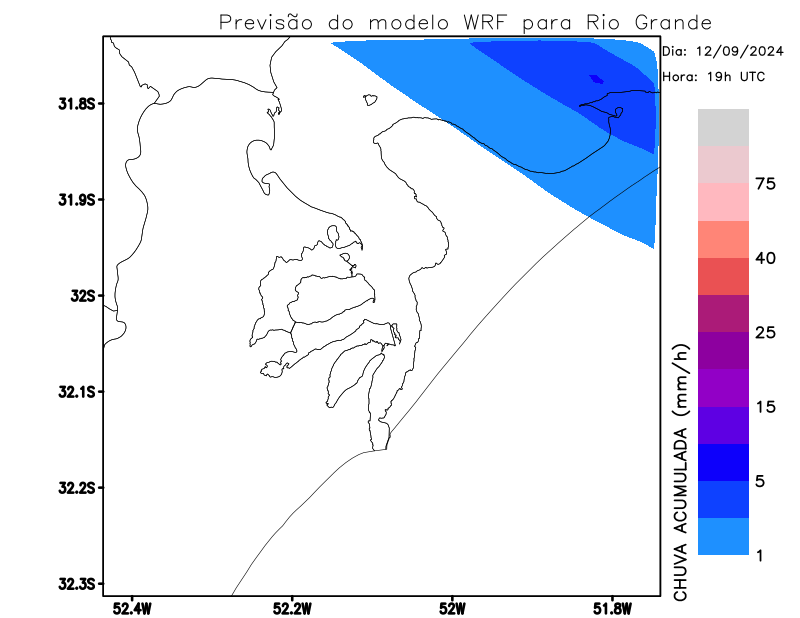 Previsão do modelo WRF para Rio Grande
Dia: 12/09/2024
Hora: 19h UTC
31.8S
31.9S
32S
32.1S
32.2S
32.3S
52.4W
52.2W
52W
51.8W
75
40
25
15
5
1
CHUVA ACUMULADA (mm/h)